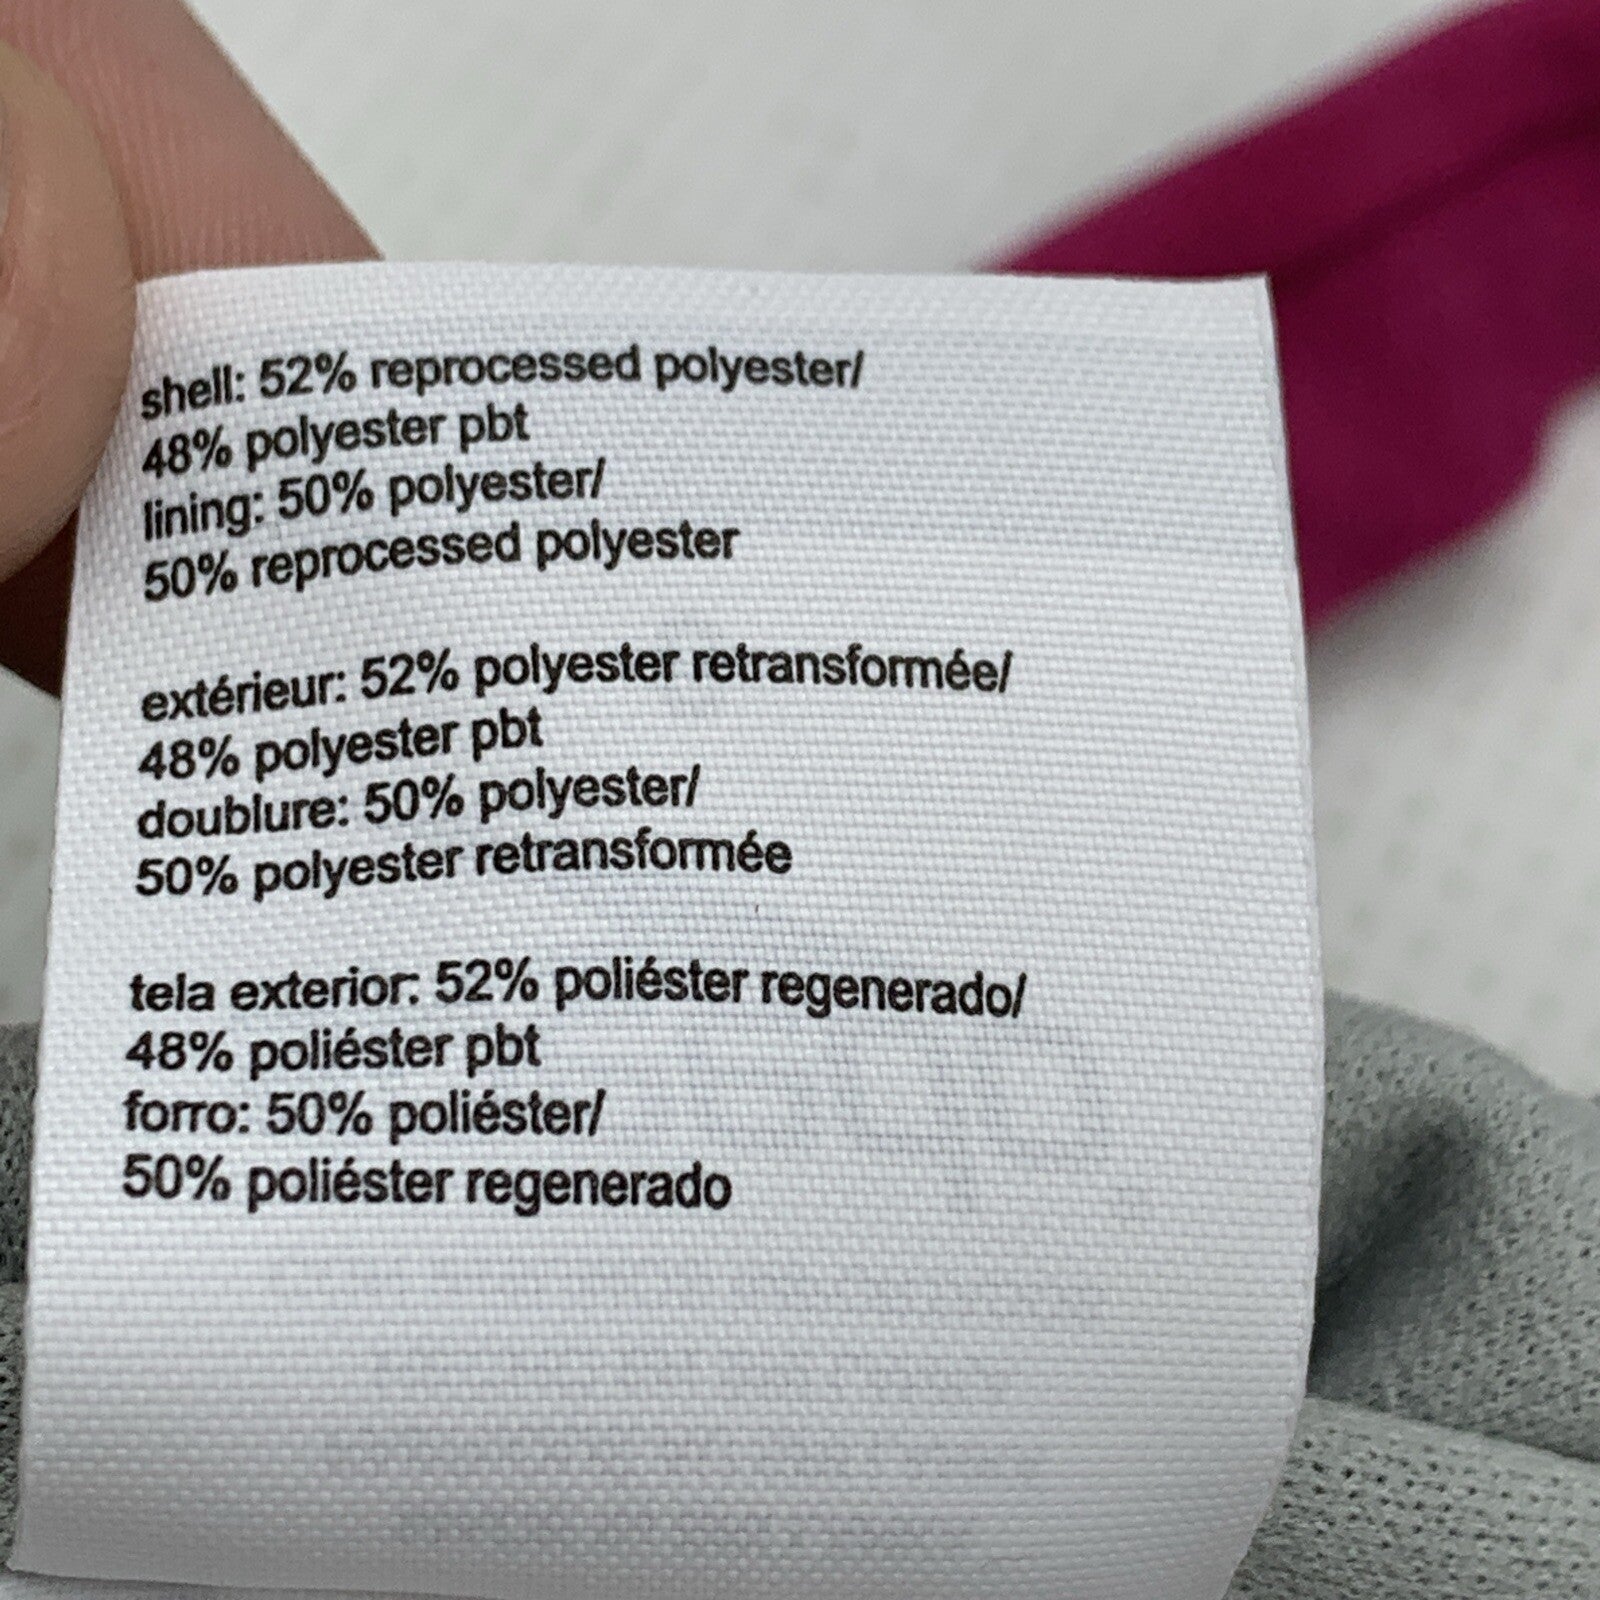 shell: 52% reprocessed polyester/
48% polyester pbt
lining: 50% polyester/
50% reprocessed polyester
extérieur: 52% polyester retransformée/
48% polyester pbt
doublure: 50% polyester/
50% polyester retransformée
tela exterior: 52% poliéster regenerado/
48% poliéster pbt
forro: 50% poliéster/
50% poliéster regenerado